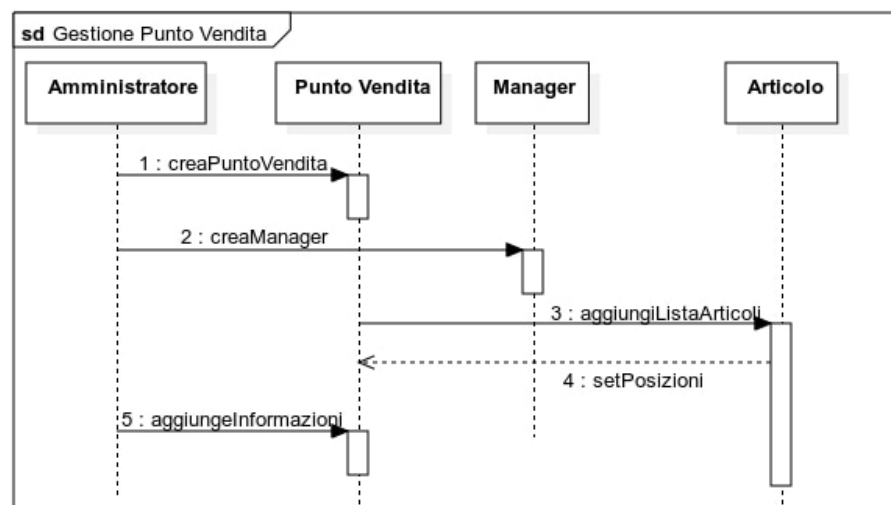 sd Gestione Punto Vendita
Amministratore
Punto Vendita
Manager
Articolo
1 : creaPuntoVendita
2 : creaManager
3 : aggiungiListaArticoli
4 : setPosizioni
5 : aggiungeInformazioni